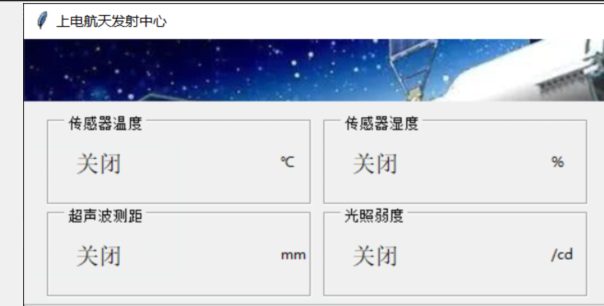 上电航天发射中心
传感器温度 传感器湿度
关闭 ℃ 关闭 %
超声波测距 光照弱度
关闭 mm 关闭 /cd